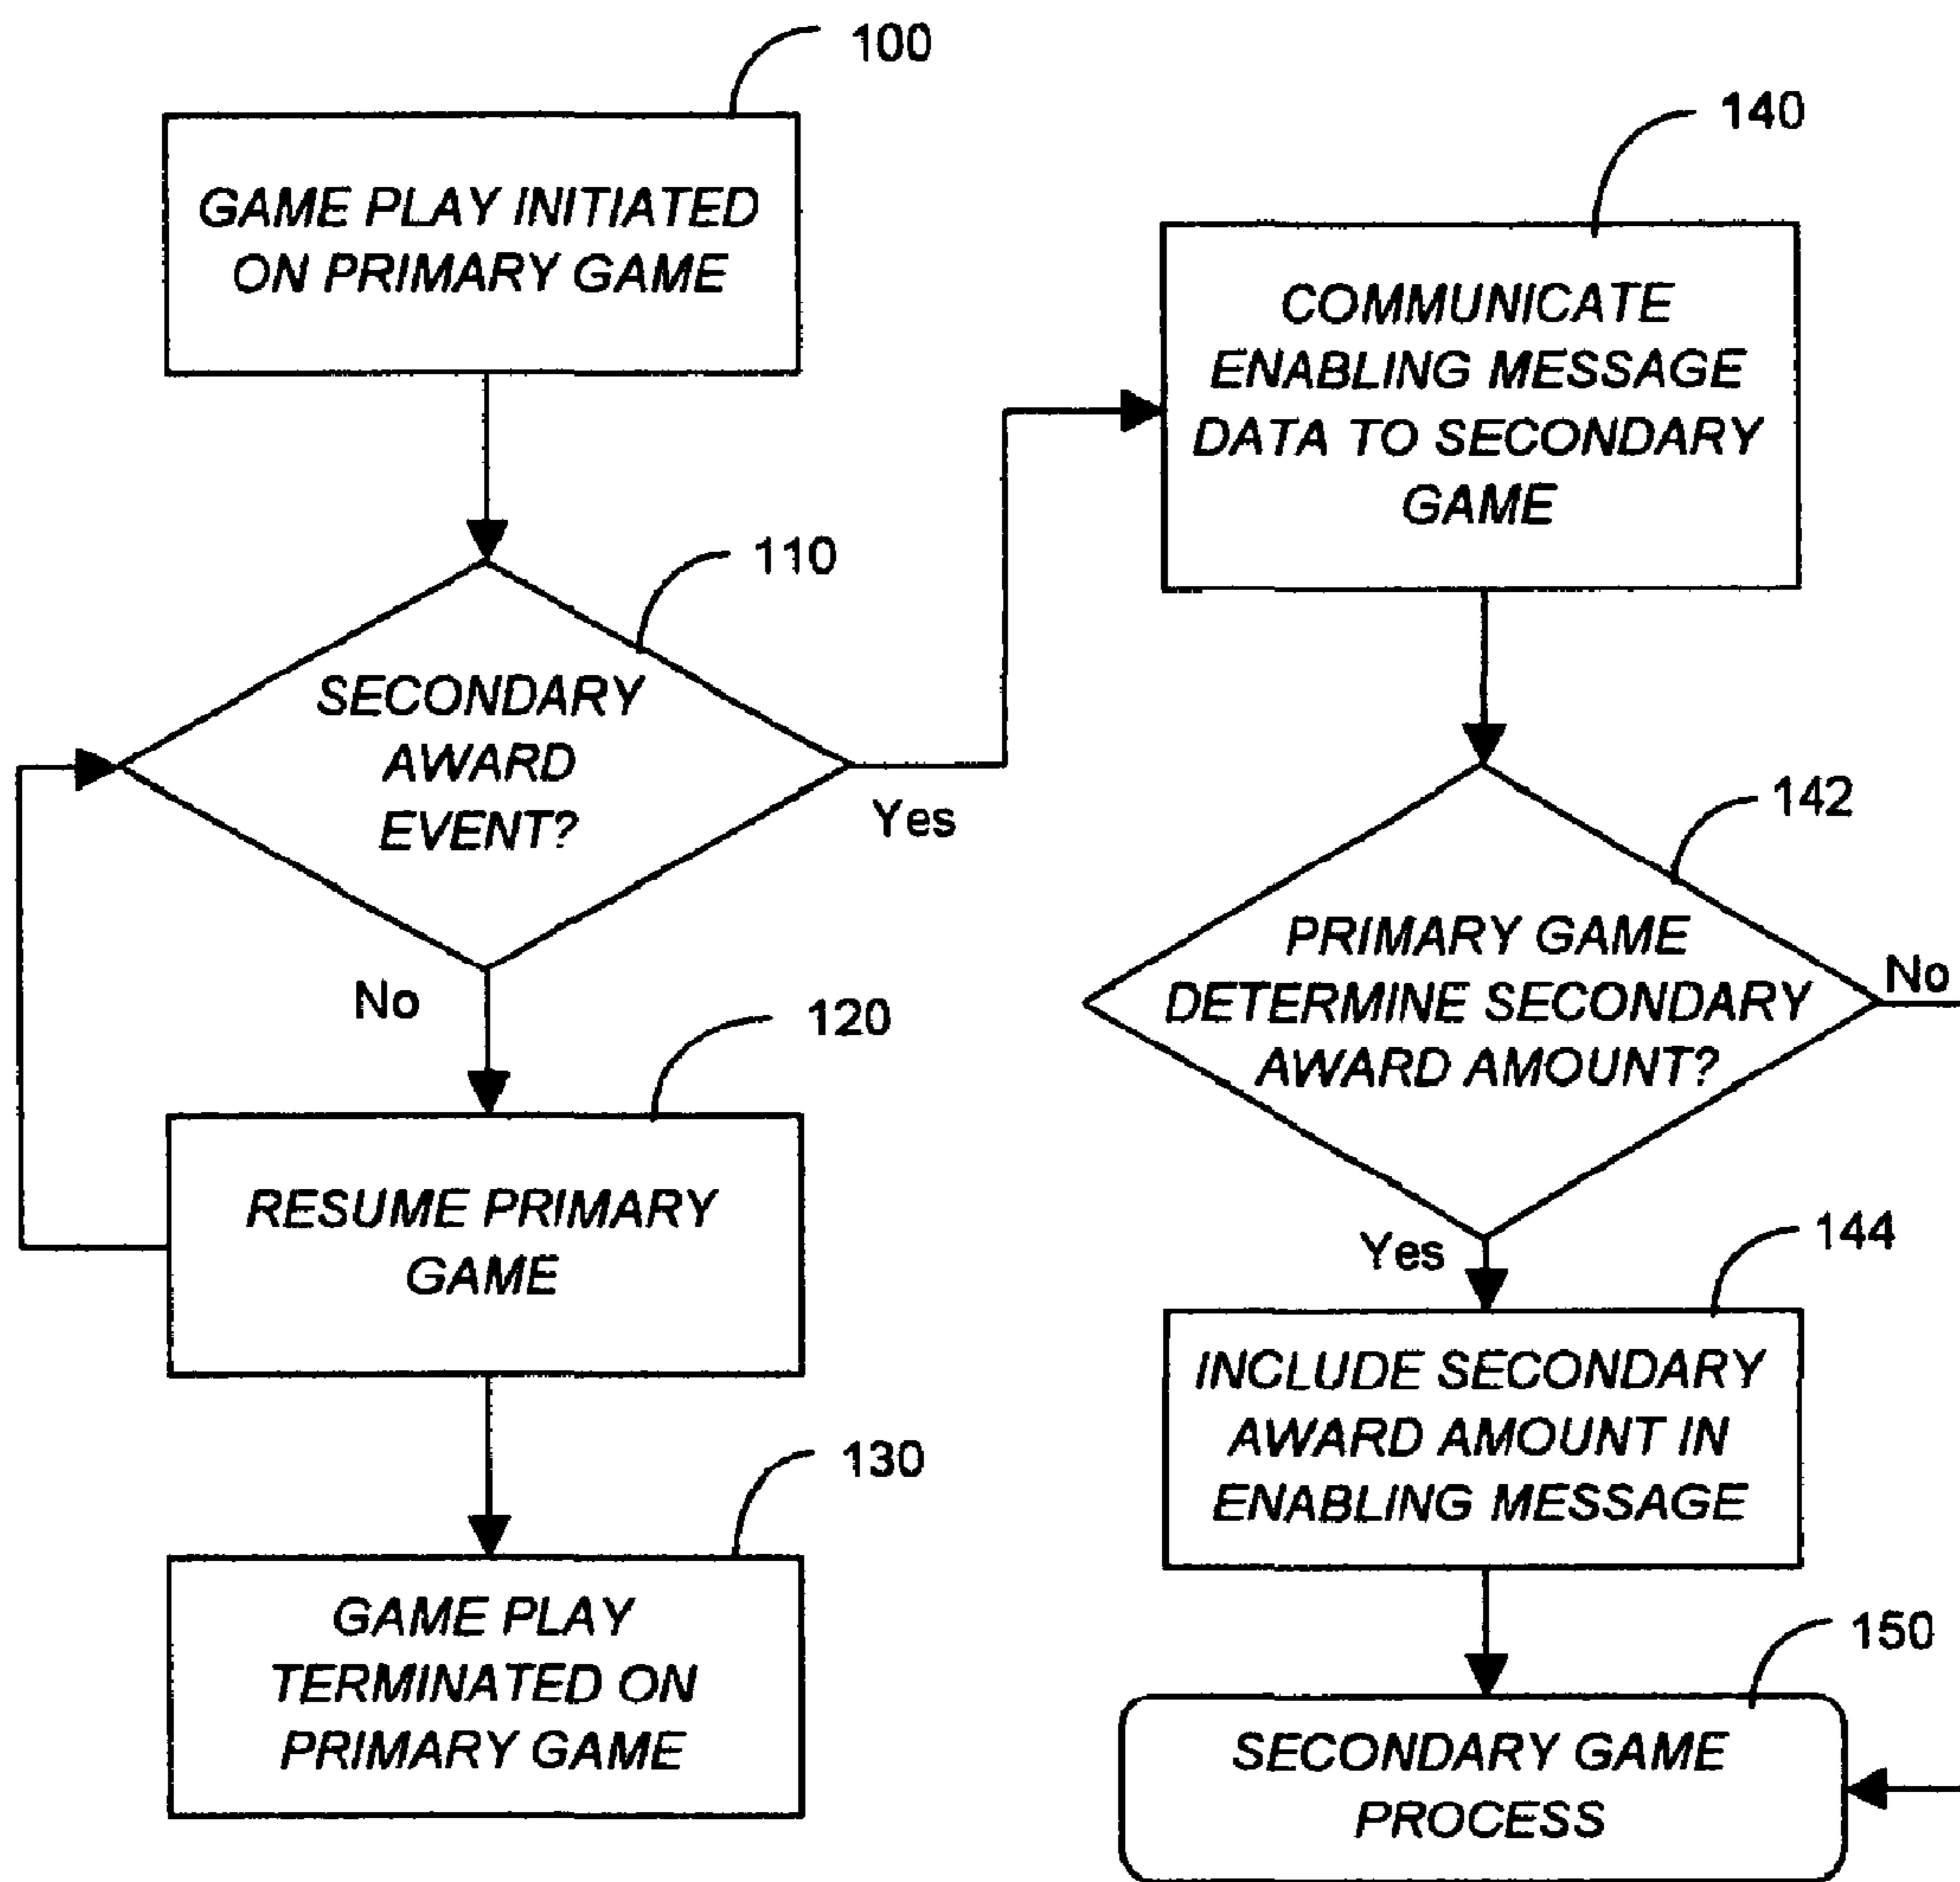 100
GAME PLAY INITIATED
ON PRIMARY GAME
110
SECONDARY
AWARD
EVENT?
Yes
No
120
RESUME PRIMARY
GAME
130
GAME PLAY
TERMINATED ON
PRIMARY GAME
140
COMMUNICATE
ENABLING MESSAGE
DATA TO SECONDARY
GAME
142
PRIMARY GAME
DETERMINE SECONDARY
AWARD AMOUNT?
No
Yes
144
INCLUDE SECONDARY
AWARD AMOUNT IN
ENABLING MESSAGE
150
SECONDARY GAME
PROCESS